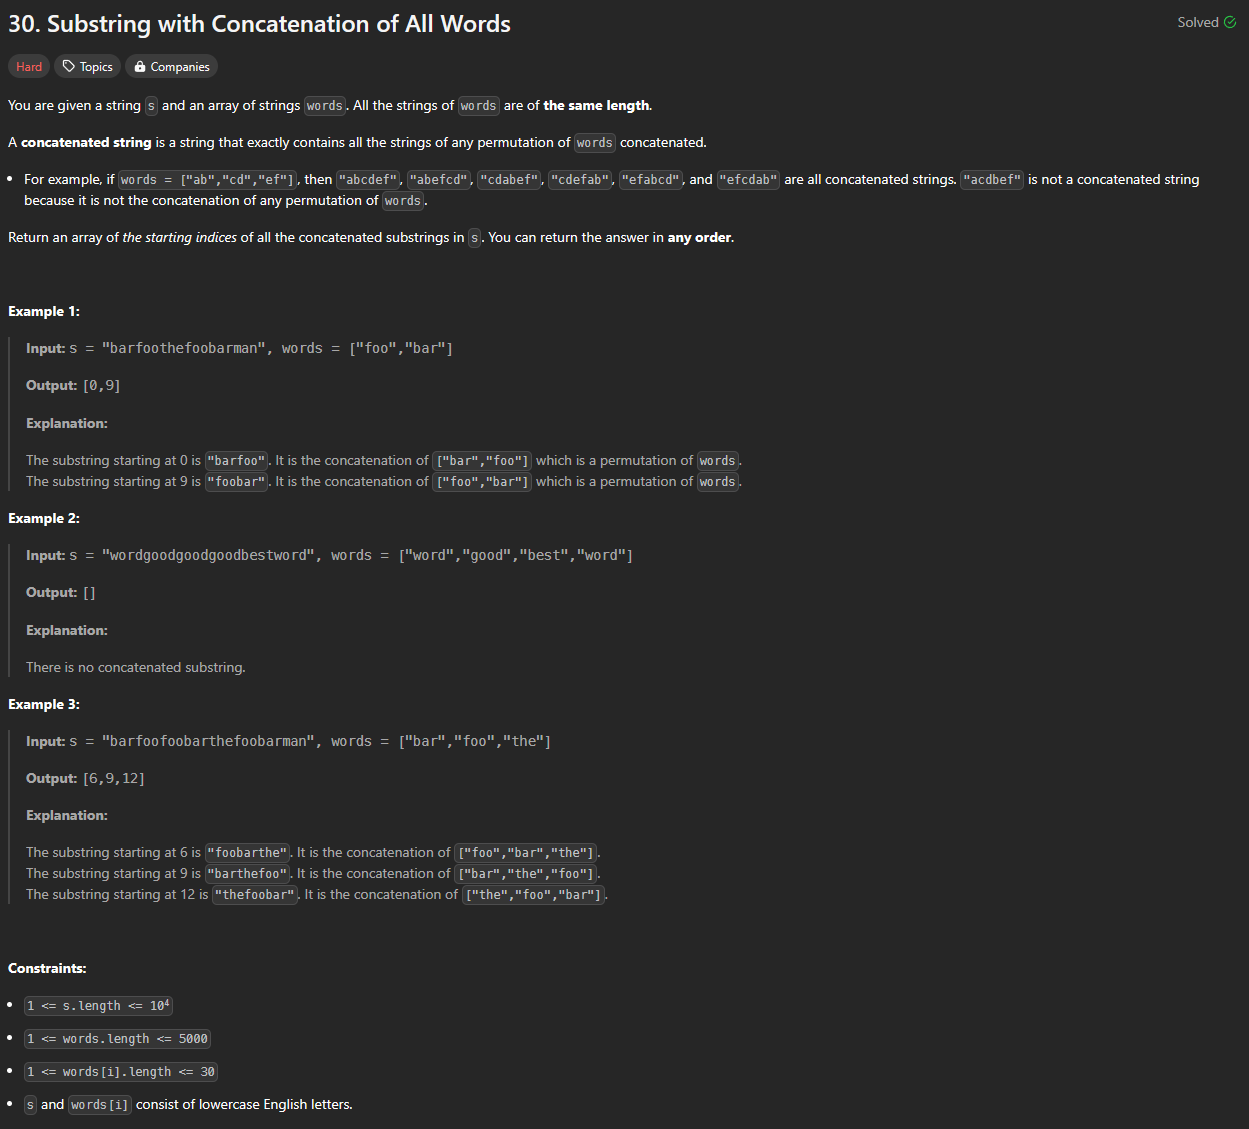 30. Substring with Concatenation of All Words
Solved
Hard
Topics
Companies
You are given a string s and an array of strings words. All the strings of words are of the same length.
A concatenated string is a string that exactly contains all the strings of any permutation of words concatenated.
• For example, if words = ["ab","cd","ef"], then "abcdef", "abefcd", "cdabef", "cdefab", "efabcd", and "efcdab" are all concatenated strings. "acdbef" is not a concatenated string
because it is not the concatenation of any permutation of words.
Return an array of the starting indices of all the concatenated substrings in s. You can return the answer in any order.
Example 1:
Input: s = "barfoothefoobarman", words = ["foo","bar"]
Output: [0,9]
Explanation:
The substring starting at 0 is "barfoo". It is the concatenation of ["bar","foo"] which is a permutation of words.
The substring starting at 9 is "foobar". It is the concatenation of ["foo","bar"] which is a permutation of words.
Example 2:
Input: s = "wordgoodgoodgoodbestword", words = ["word","good","best","word"]
Output: []
Explanation:
There is no concatenated substring.
Example 3:
Input: s = "barfoofoobarthefoobarman", words = ["bar","foo","the"]
Output: [6,9,12]
Explanation:
The substring starting at 6 is "foobarthe". It is the concatenation of ["foo","bar","the"].
The substring starting at 9 is "barthefoo". It is the concatenation of ["bar","the","foo"].
The substring starting at 12 is "thefoobar". It is the concatenation of ["the","foo","bar"].
Constraints:
• 1 <= s.length <= 10⁴
• 1 <= words.length <= 5000
• 1 <= words[i].length <= 30
• s and words[i] consist of lowercase English letters.